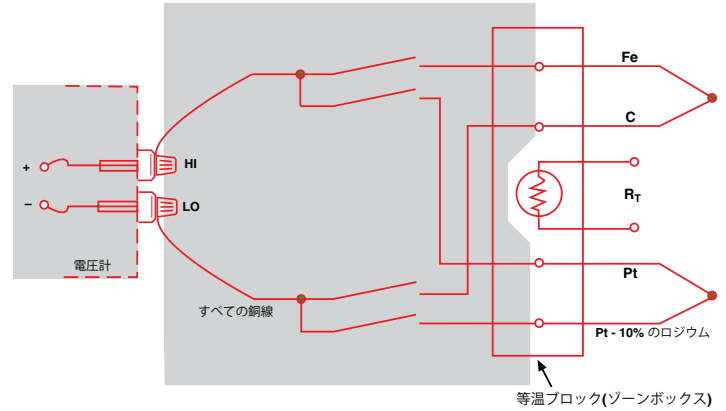 Fe
C
+
HI
−
LO
RT
電圧計
Pt
すべての銅線
Pt - 10% のロジウム
等温ブロック(ゾーンボックス)